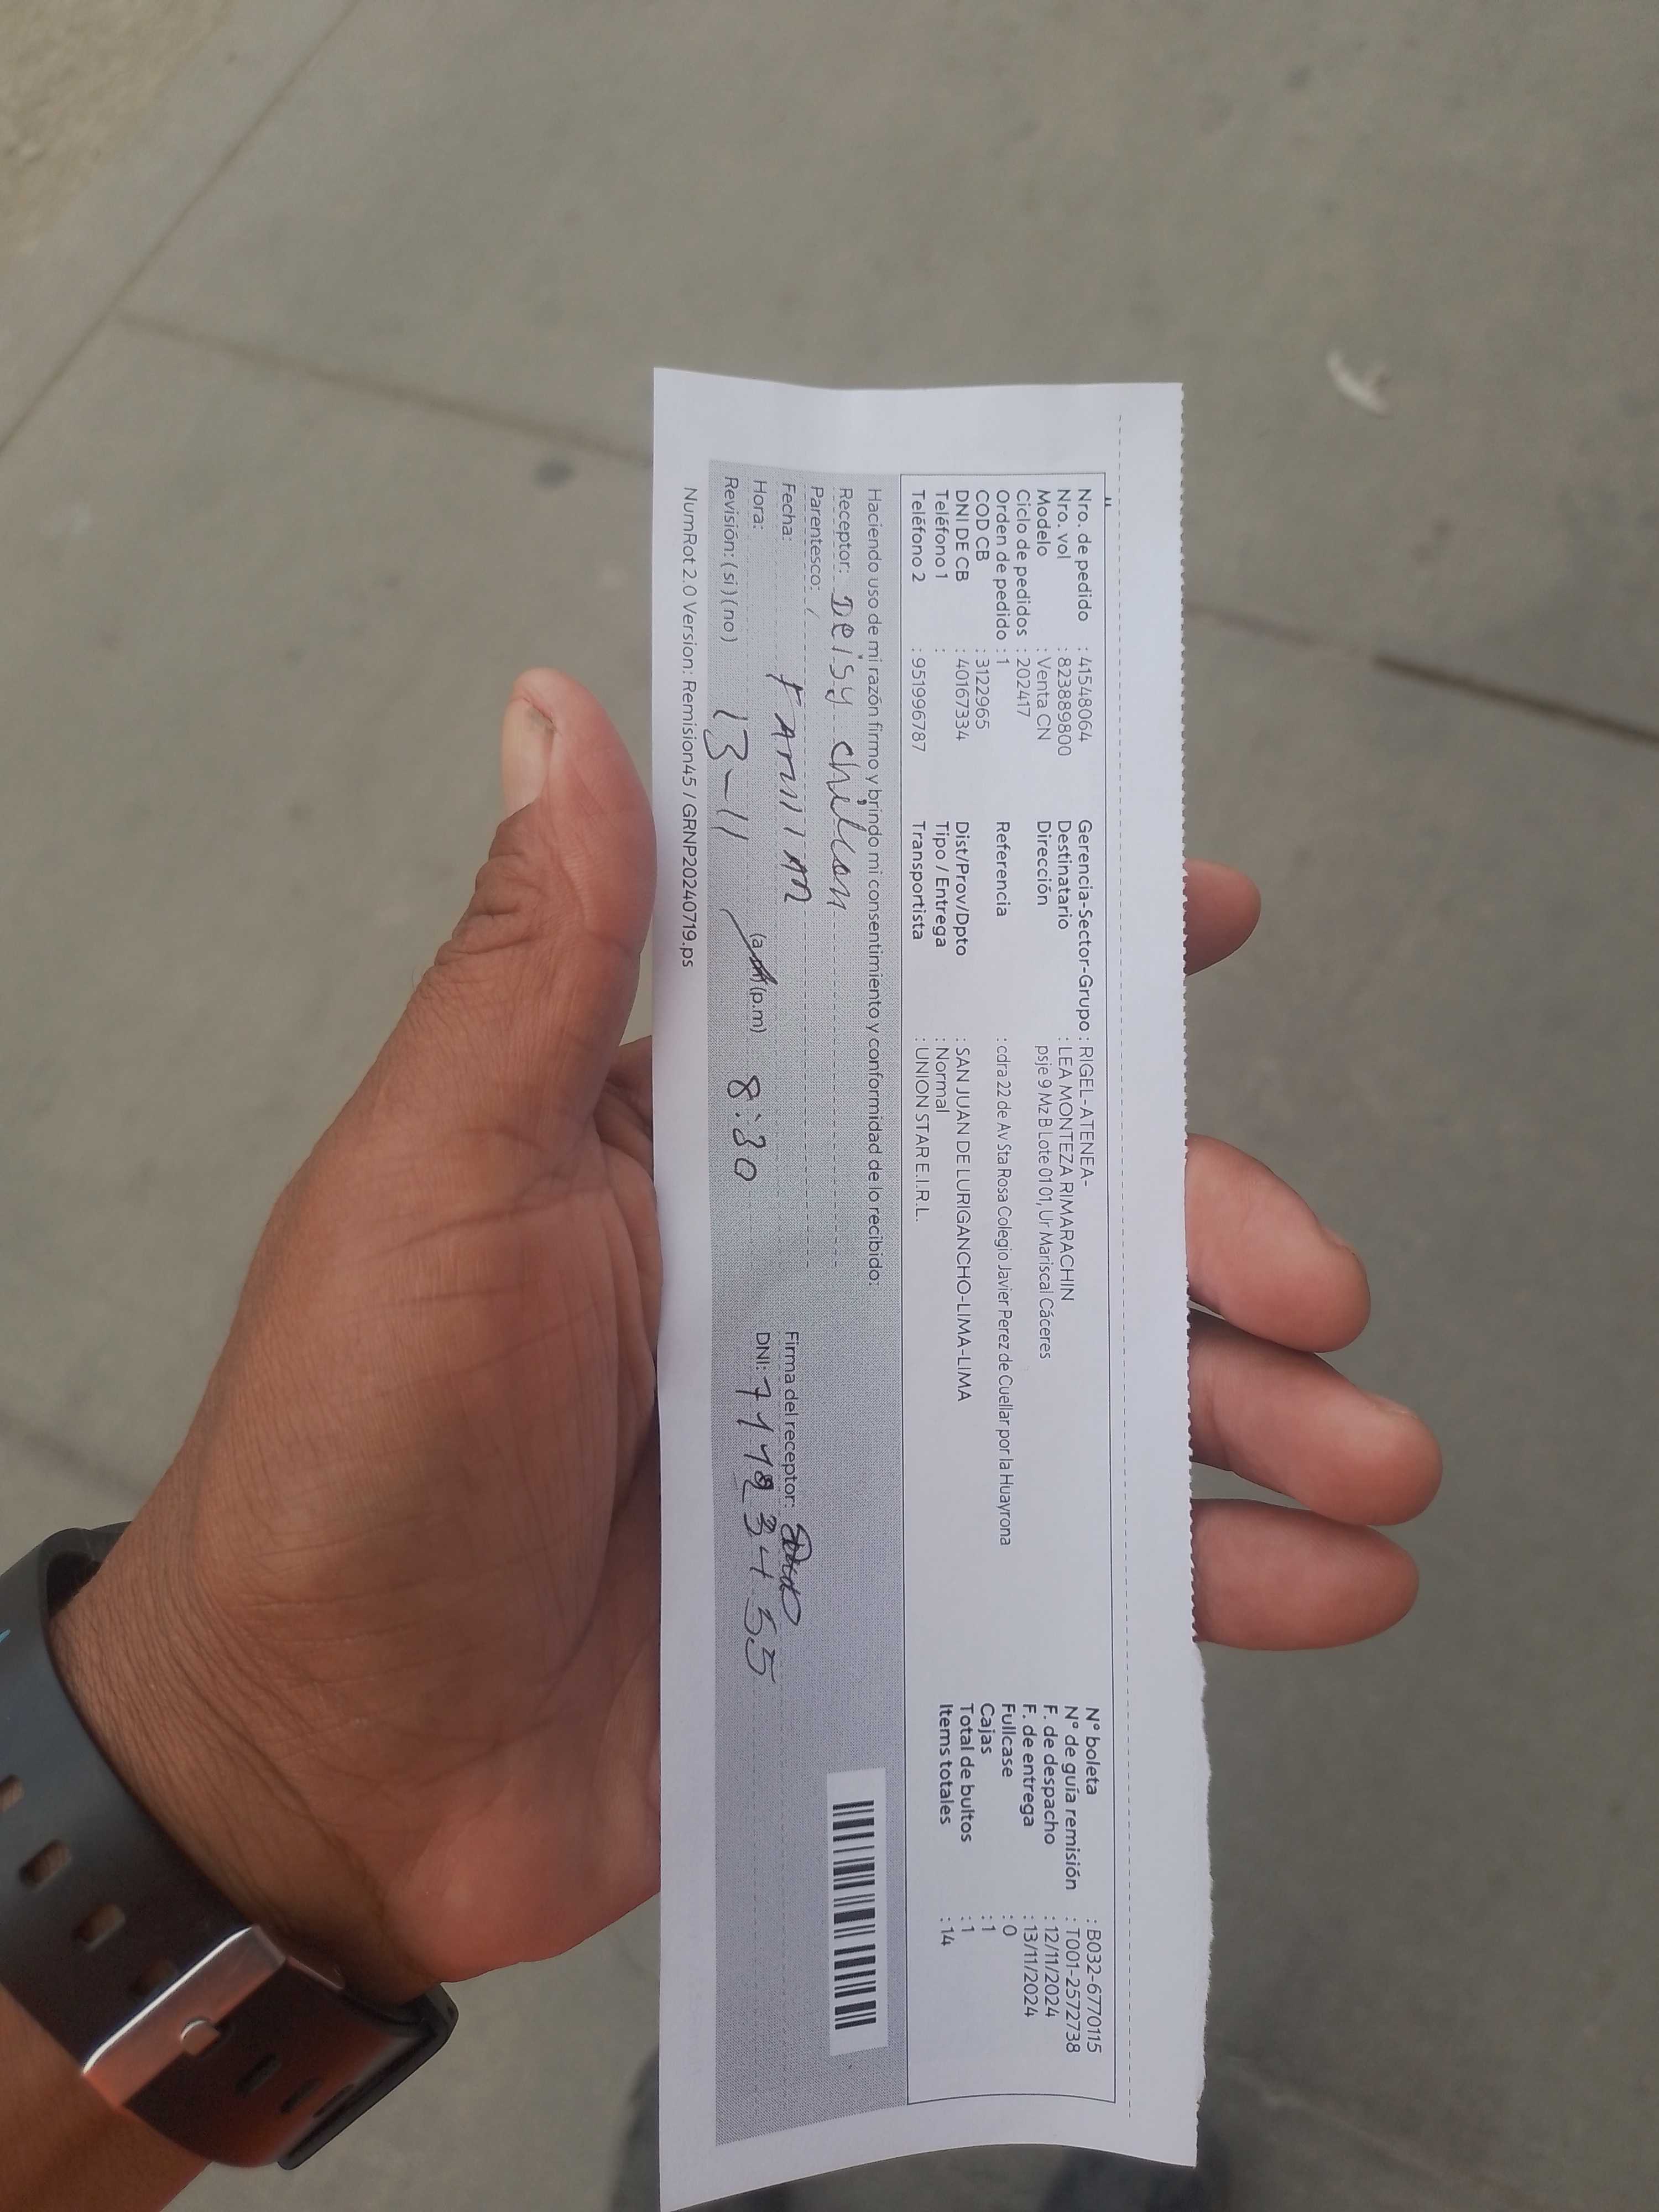 Nro. de pedido : 41548064
Nro. vol : 823889800
Modelo : Venta CN
Ciclo de pedidos : 202417
Orden de pedido : 1
COD CB : 3122965
DNI DE CB : 40167334
Teléfono 1 :
Teléfono 2 : 951996787
Gerencia-Sector-Grupo : RIGEL-ATENEA-
Destinatario : LEA MONTEZA RIMARACHIN
Dirección psje 9 Mz B Lote 01 01, Ur Mariscal Cáceres
Referencia : cdra 22 de Av Sta Rosa Colegio Javier Perez de Cuellar por la Huayrona
Dist/Prov/Dpto : SAN JUAN DE LURIGANCHO-LIMA-LIMA
Tipo / Entrega : Normal
Transportista : UNION STAR E.I.R.L.
N° boleta : B032-6770115
N° de guía remisión : T001-2572738
F. de despacho : 12/11/2024
F. de entrega : 13/11/2024
Fullcase : 0
Cajas : 1
Total de bultos : 1
Items totales : 14
Haciendo uso de mi razón firmo y brindo mi consentimiento y conformidad de lo recibido:
Receptor: Deisy chilcon
Parentesco:
Fecha: FAMILIAR
Hora: (a (p.m)
Revisión: ( si ) ( no ) 13-11 8:30
Firma del receptor:
DNI:
NumRot 2.0 Version: Remision45 / GRNP20240719.ps